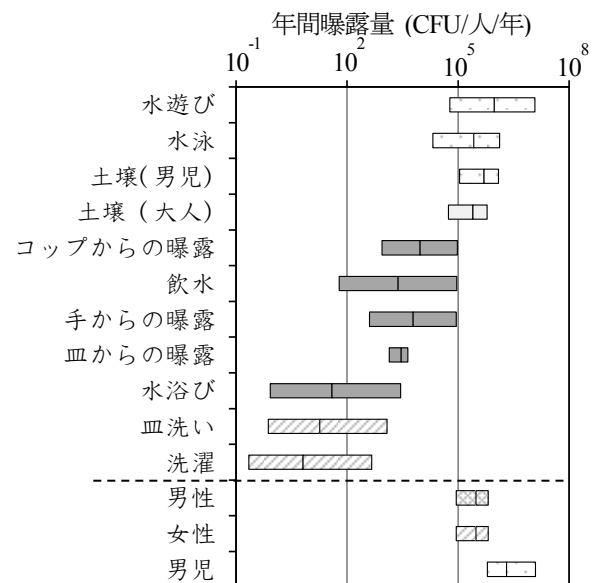 年間曝露量 (CFU/人/年)
10-1 102 105 108
水遊び
水泳
土壌(男児)
土壌 (大人)
コップからの曝露
飲水
手からの曝露
皿からの曝露
水浴び
皿洗い
洗濯
男性
女性
男児